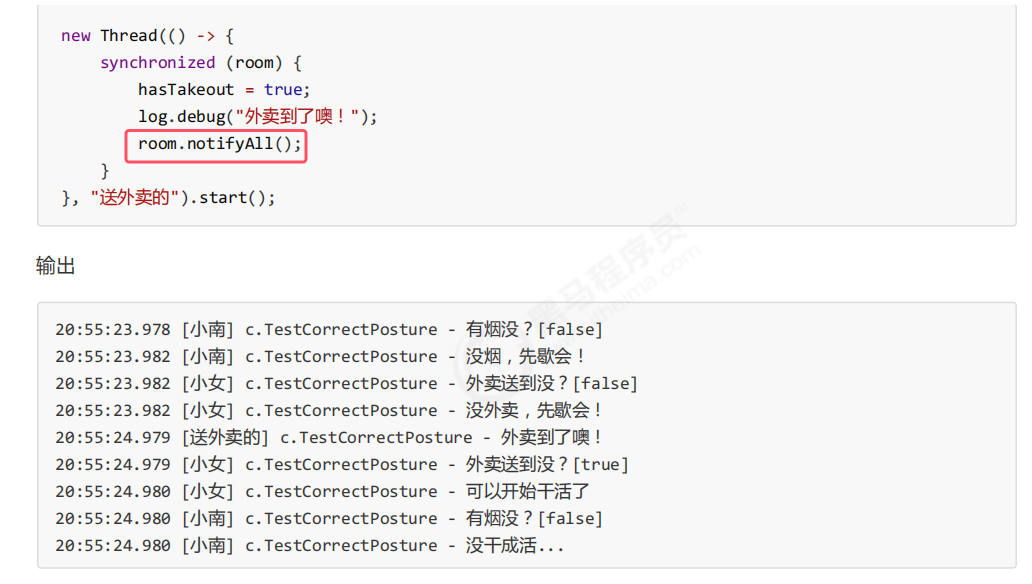 new Thread(() -> {
synchronized (room) {
hasTakeout = true;
log.debug("外卖到了噢！");
room.notifyAll();
}
}, "送外卖的").start();
输出
20:55:23.978 [小南] c.TestCorrectPosture - 有烟没？[false]
20:55:23.982 [小南] c.TestCorrectPosture - 没烟，先歇会！
20:55:23.982 [小女] c.TestCorrectPosture - 外卖送到没？[false]
20:55:23.982 [小女] c.TestCorrectPosture - 没外卖，先歇会！
20:55:24.979 [送外卖的] c.TestCorrectPosture - 外卖到了噢！
20:55:24.979 [小女] c.TestCorrectPosture - 外卖送到没？[true]
20:55:24.980 [小女] c.TestCorrectPosture - 可以开始干活了
20:55:24.980 [小南] c.TestCorrectPosture - 有烟没？[false]
20:55:24.980 [小南] c.TestCorrectPosture - 没干成活...
黑马程序员™